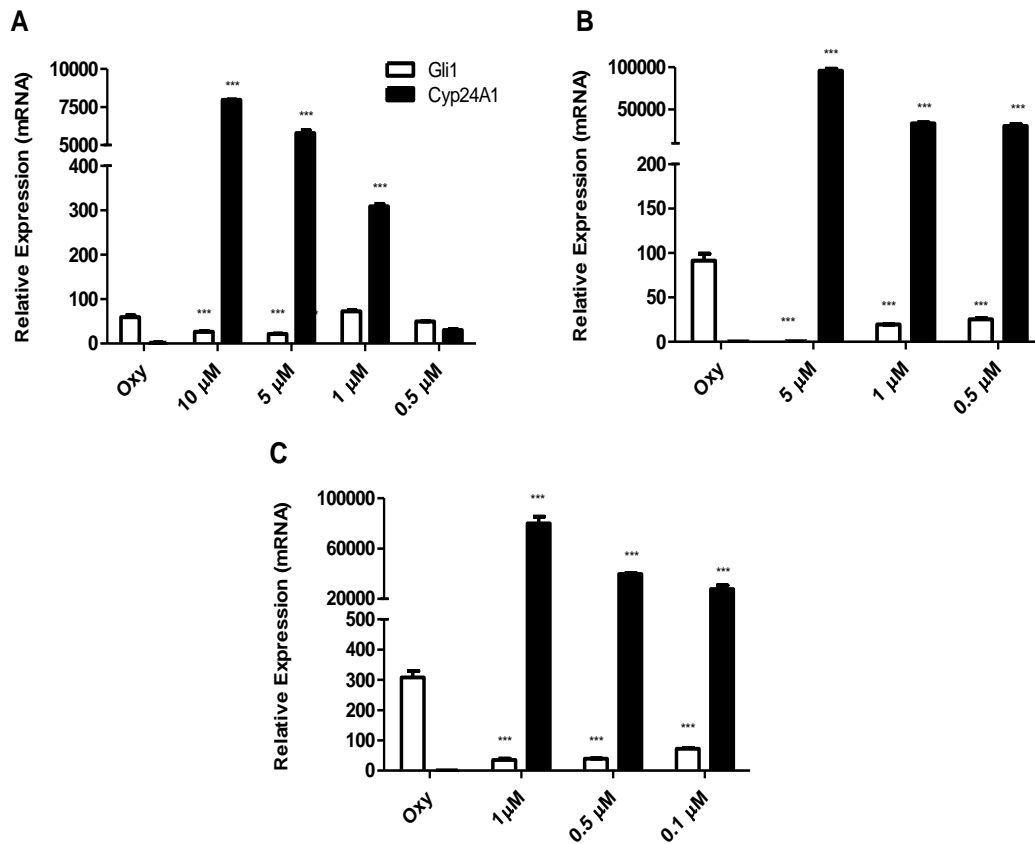 A
Relative Expression (mRNA)
10000
7500
5000
400
300
200
100
0
Gli1
Cyp24A1
***
***
***
***
***
Oxy
10 µM
5 µM
1 µM
0.5 µM
B
Relative Expression (mRNA)
100000
50000
200
150
100
50
0
***
***
***
***
***
***
Oxy
5 µM
1 µM
0.5 µM
C
Relative Expression (mRNA)
100000
60000
20000
500
400
300
200
100
0
***
***
***
***
***
***
Oxy
1µM
0.5 µM
0.1 µM